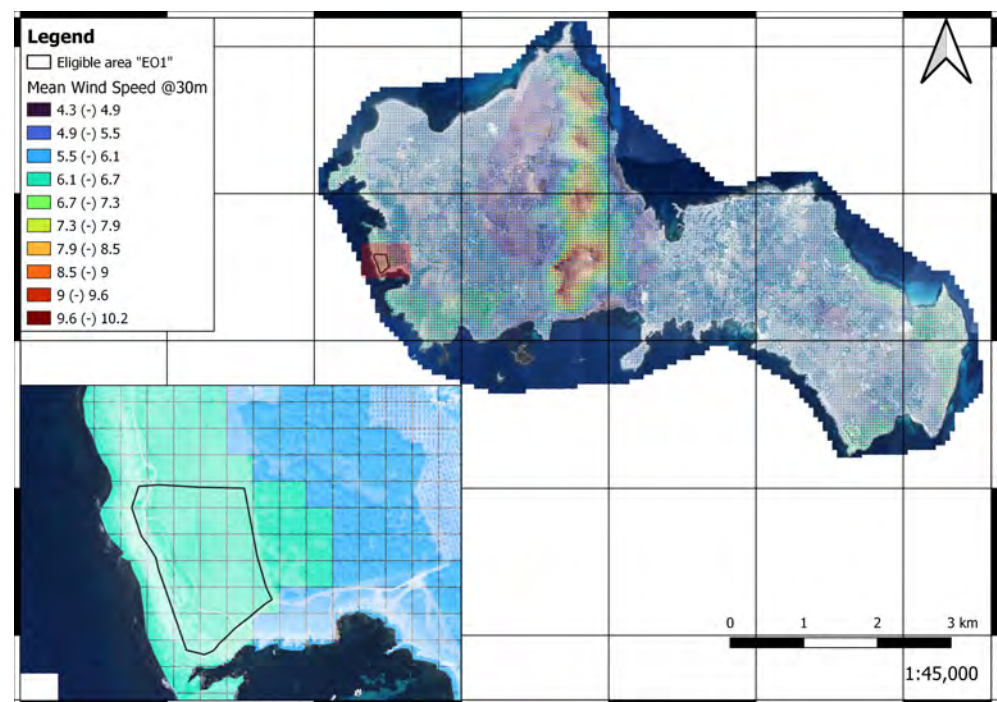 Legend
Eligible area "EO1"
Mean Wind Speed @30m
4.3 (-) 4.9
4.9 (-) 5.5
5.5 (-) 6.1
6.1 (-) 6.7
6.7 (-) 7.3
7.3 (-) 7.9
7.9 (-) 8.5
8.5 (-) 9
9 (-) 9.6
9.6 (-) 10.2
0 1 2 3 km
1:45,000